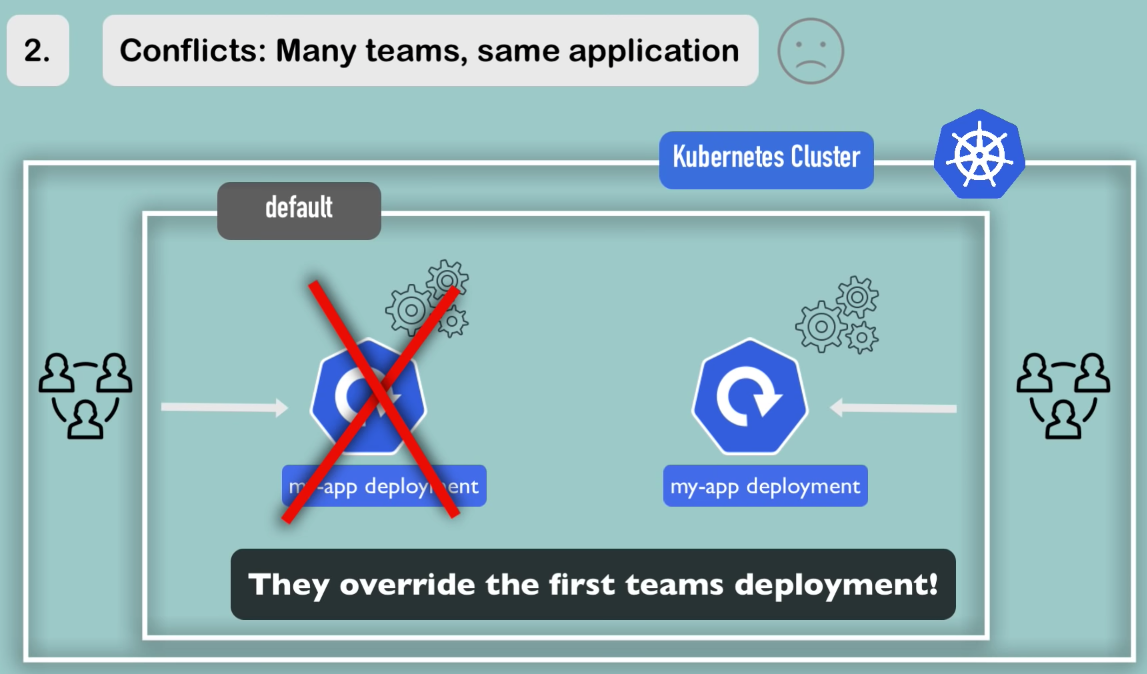 2.
Conflicts: Many teams, same application
Kubernetes Cluster
default
my-app deployment
my-app deployment
They override the first teams deployment!